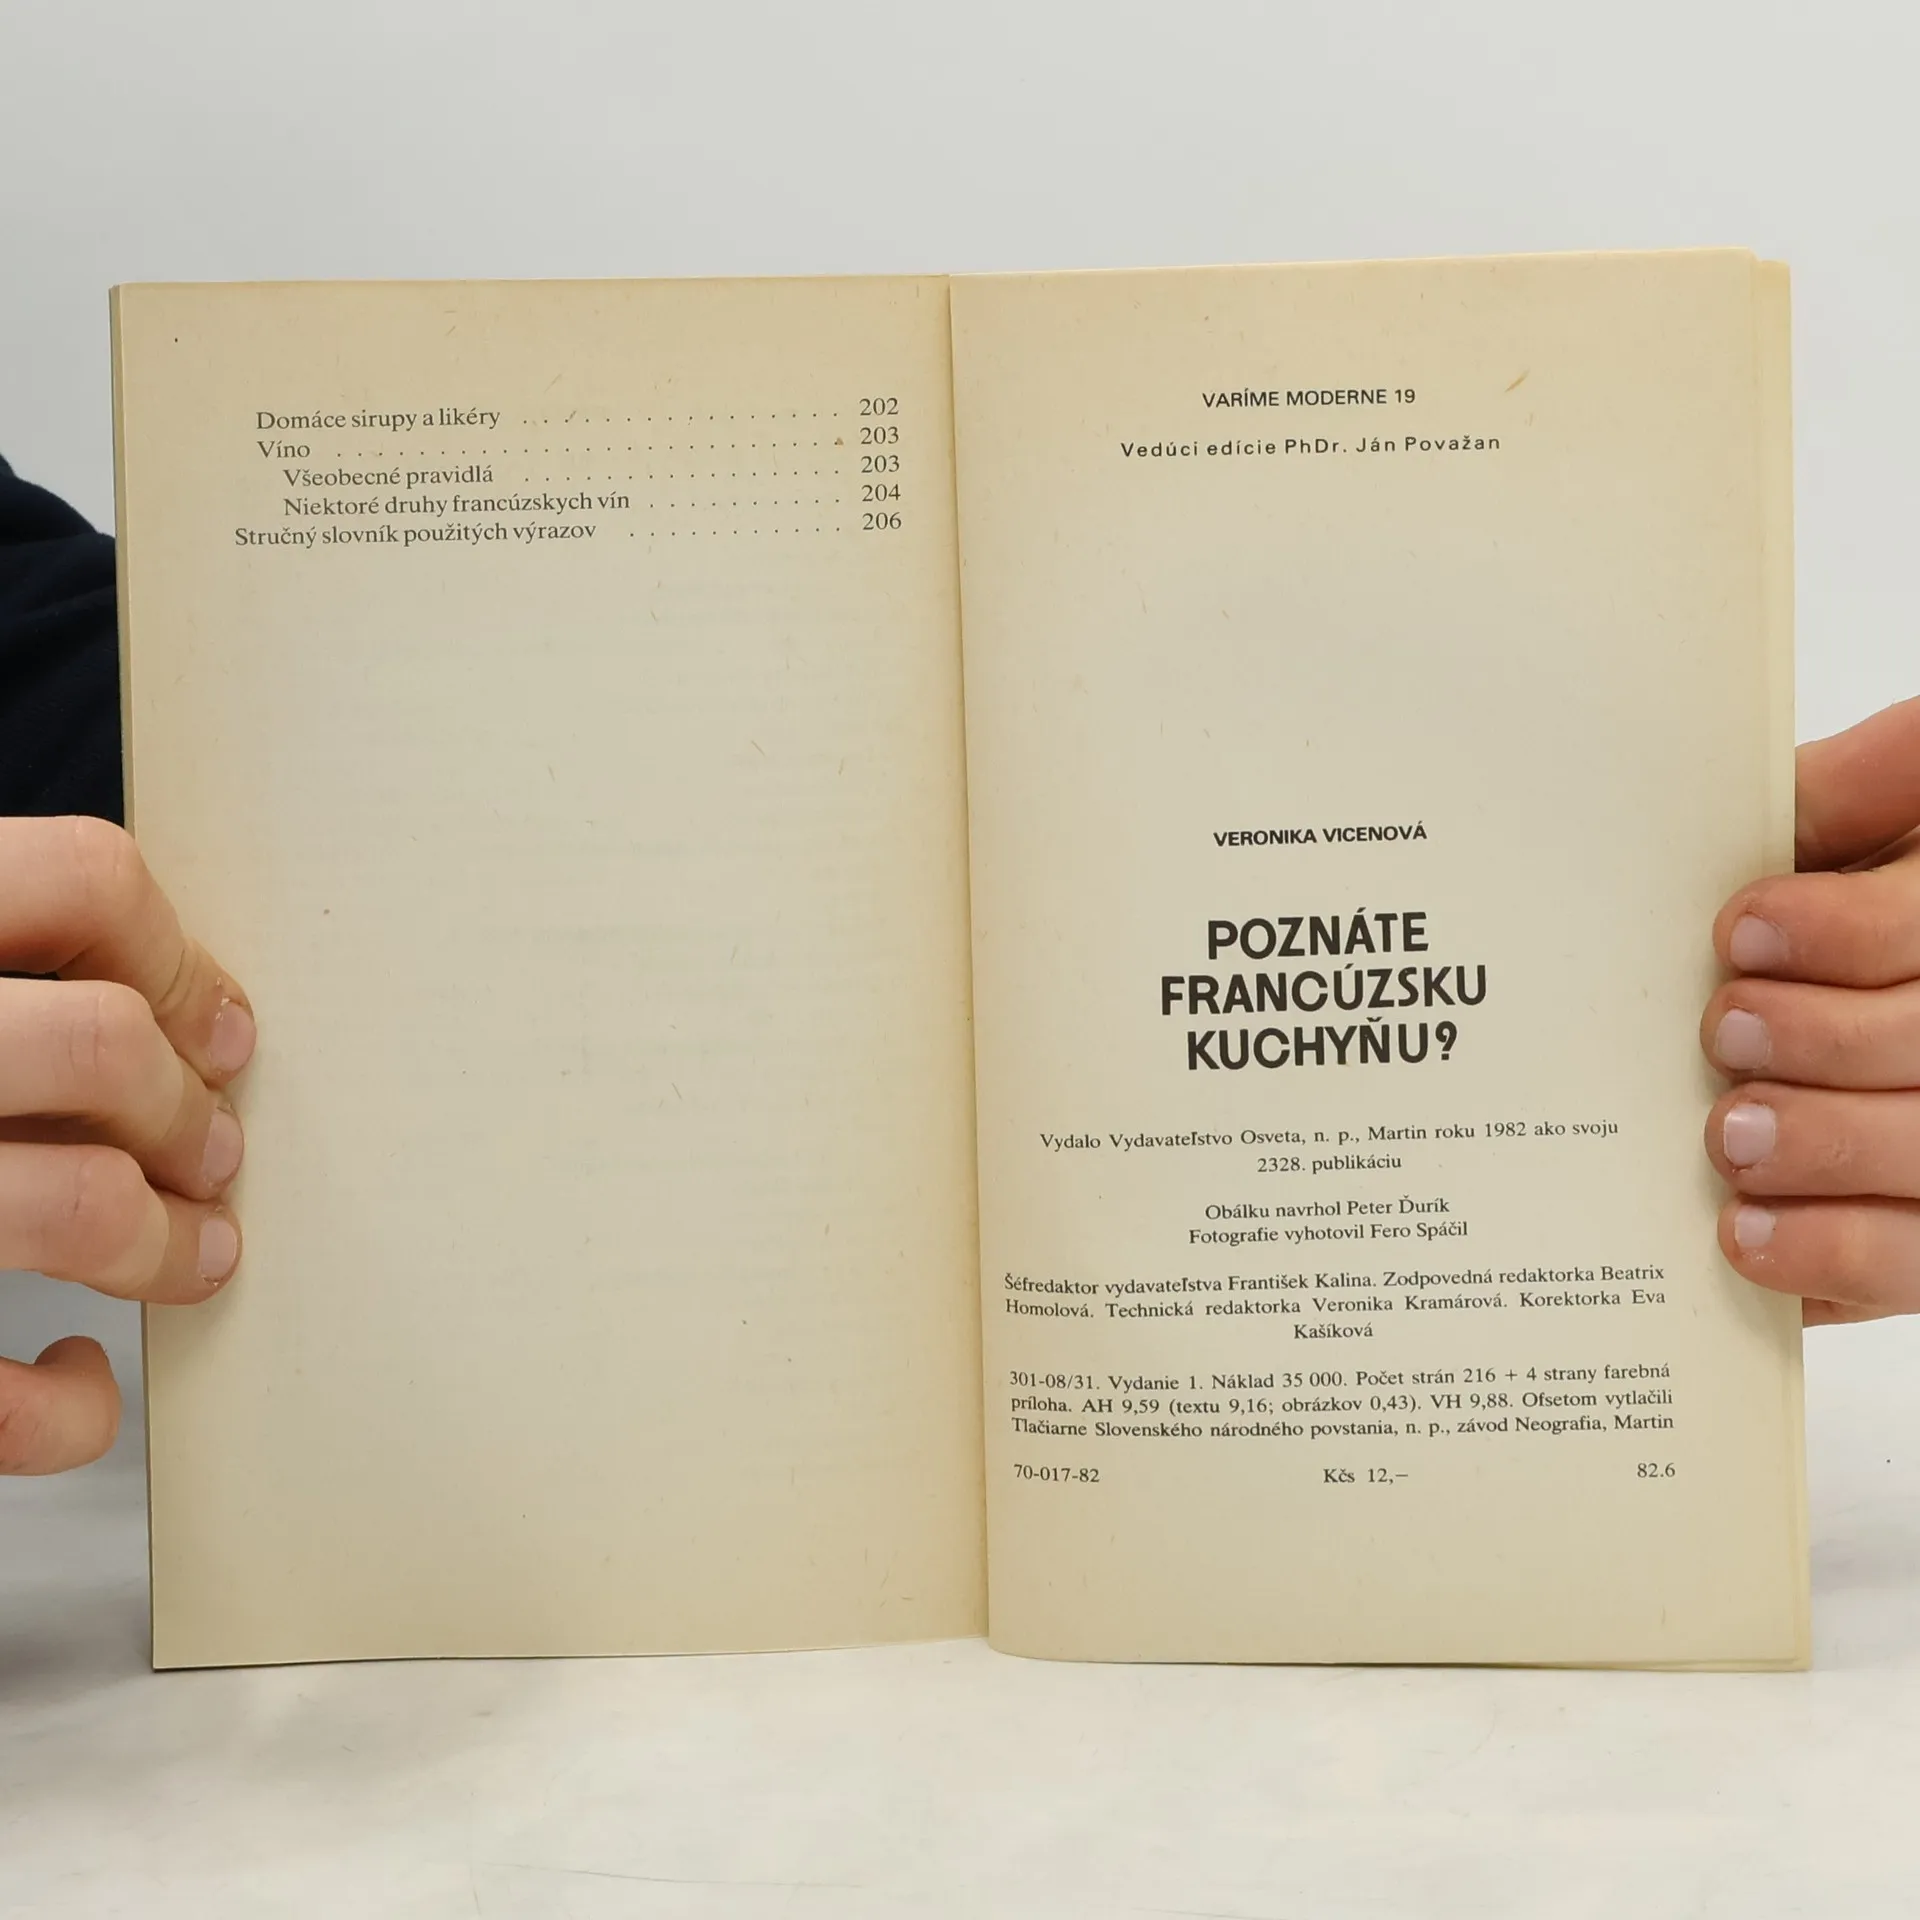 Domáce sirupy a likéry . . . . . . . . . . . . . . . . 202
Víno . . . . . . . . . . . . . . . . . . . . . . . . . 203
Všeobecné pravidlá . . . . . . . . . . . . . . . . 203
Niektoré druhy francúzskych vín . . . . . . . . . . 204
Stručný slovník použitých výrazov . . . . . . . . . . . 206
VARÍME MODERNE 19
Vedúci edície PhDr. Ján Považan
VERONIKA VICENOVÁ
POZNÁTE
FRANCÚZSKU
KUCHYŇU?
Vydalo Vydavateľstvo Osveta, n. p., Martin roku 1982 ako svoju
2328. publikáciu
Obálku navrhol Peter Ďurík
Fotografie vyhotovil Fero Spáčil
Šéfredaktor vydavateľstva František Kalina. Zodpovedná redaktorka Beatrix
Homolová. Technická redaktorka Veronika Kramárová. Korektorka Eva
Kašíková
301-08/31. Vydanie 1. Náklad 35 000. Počet strán 216 + 4 strany farebná
príloha. AH 9,59 (textu 9,16; obrázkov 0,43). VH 9,88. Ofsetom vytlačili
Tlačiarne Slovenského národného povstania, n. p., závod Neografia, Martin
70-017-82 Kčs 12,– 82.6